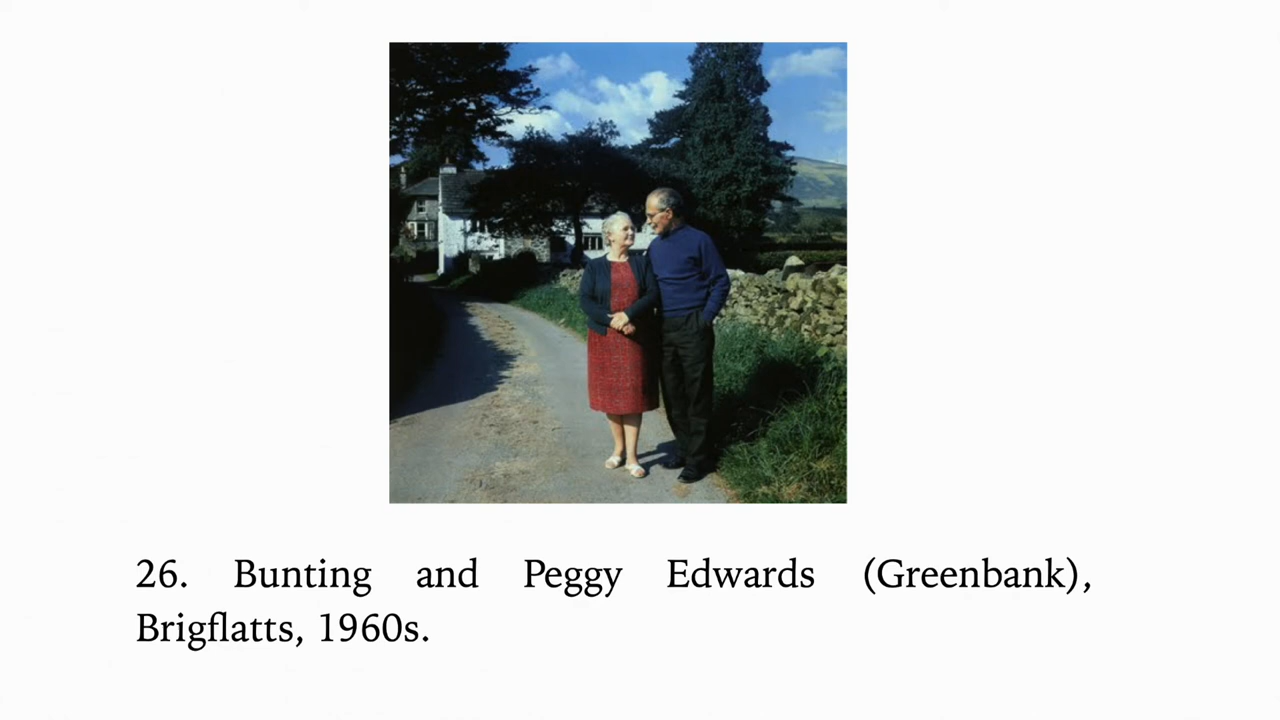 26. Bunting and Peggy Edwards (Greenbank),
Brigflatts, 1960s.